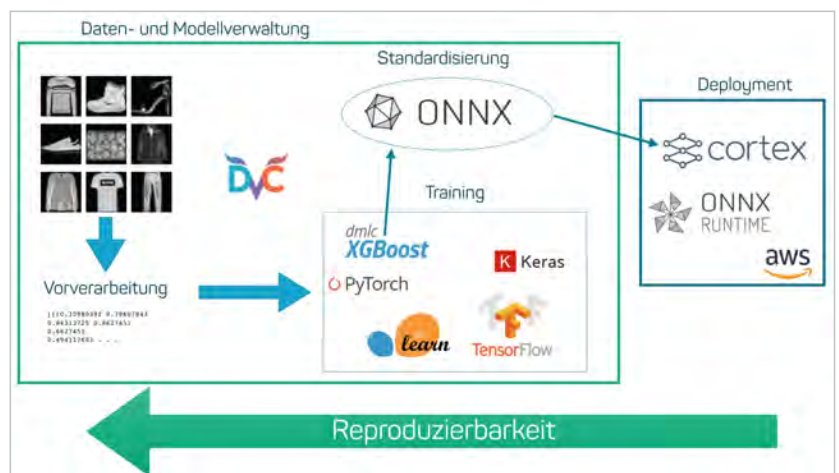 Daten- und Modellverwaltung
Standardisierung
ONNX
Deployment
cortex
ONNX
RUNTIME
aws
DVC
Training
dmlc
XGBoost
Keras
PyTorch
learn
TensorFlow
Vorverarbeitung
Reproduzierbarkeit